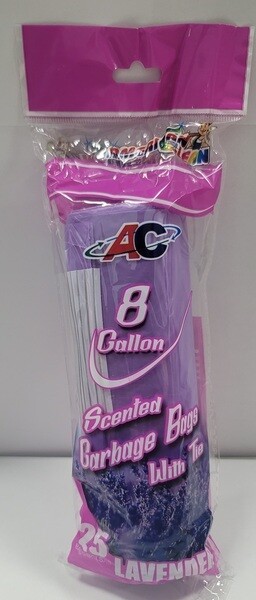 AC
8
Gallon
Scented
Garbage Bags
With Tie
25
LAVENDER